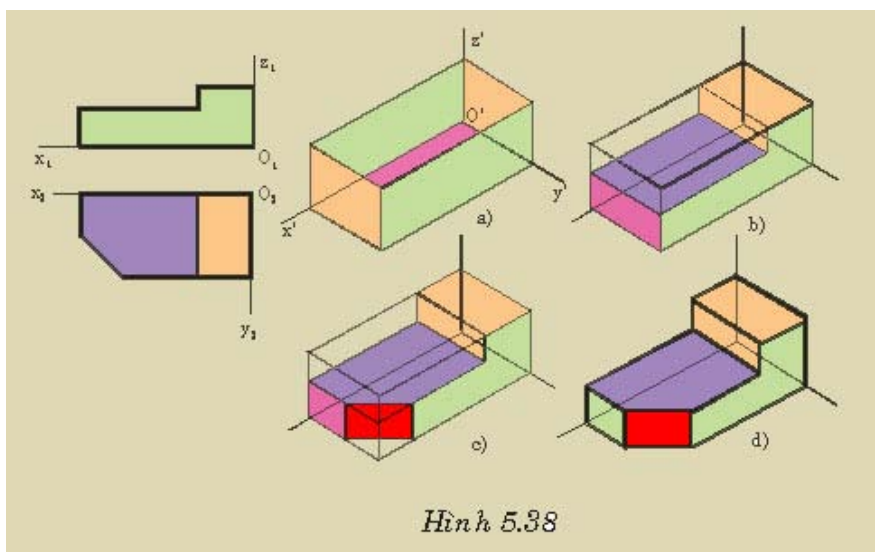 z₁
x₁
O₁
x₂
O₂
y₂
z'
O'
x'
y
a)
b)
c)
d)
Hình 5.38